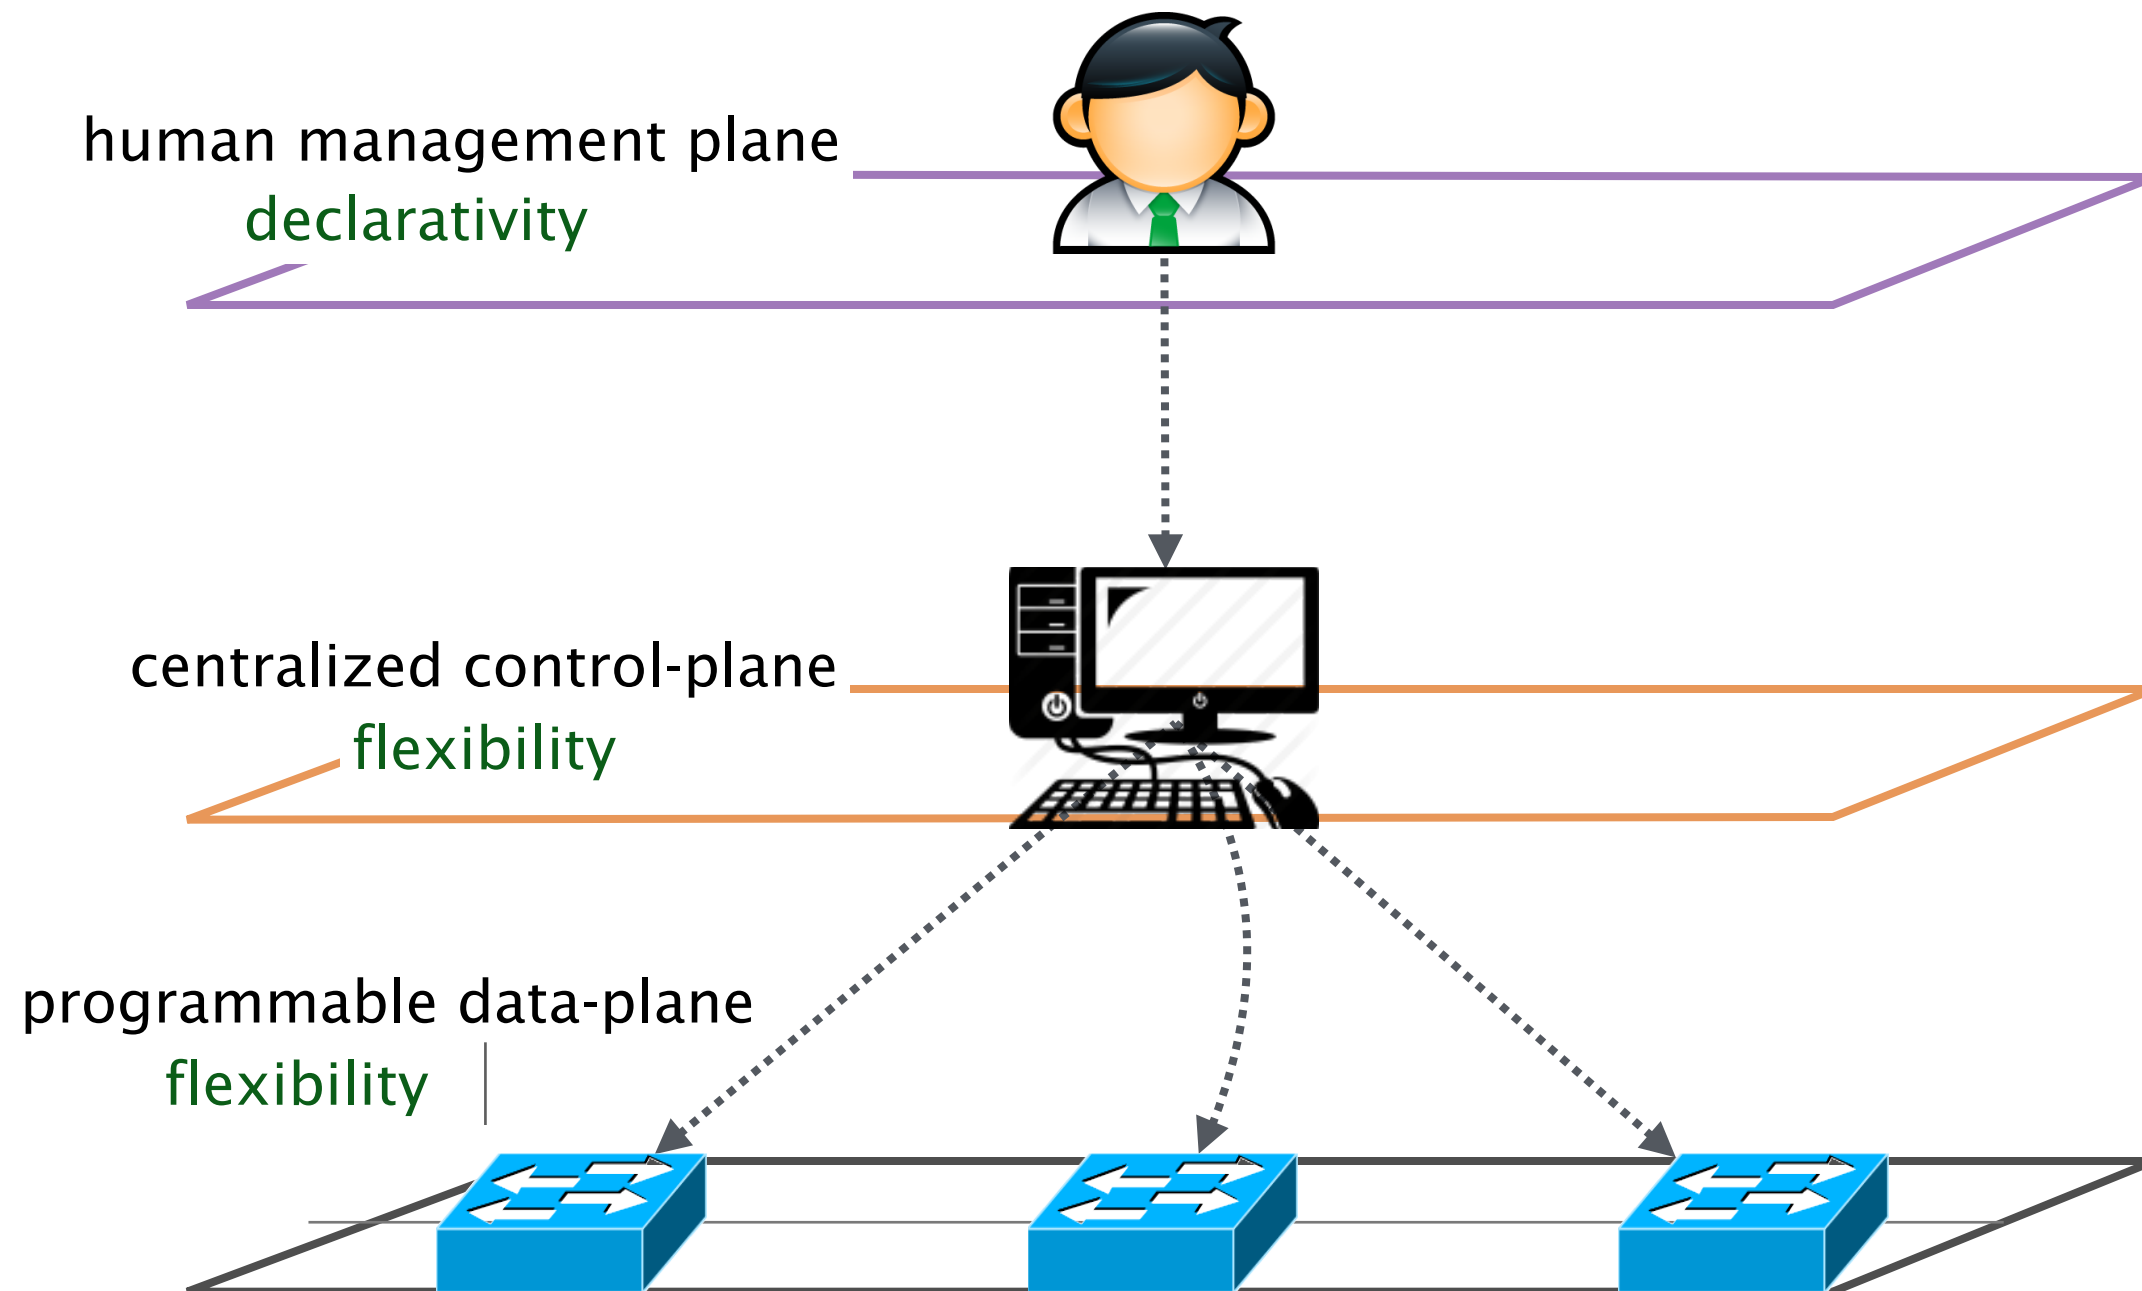 human management plane
declarativity
centralized control-plane
flexibility
programmable data-plane
flexibility